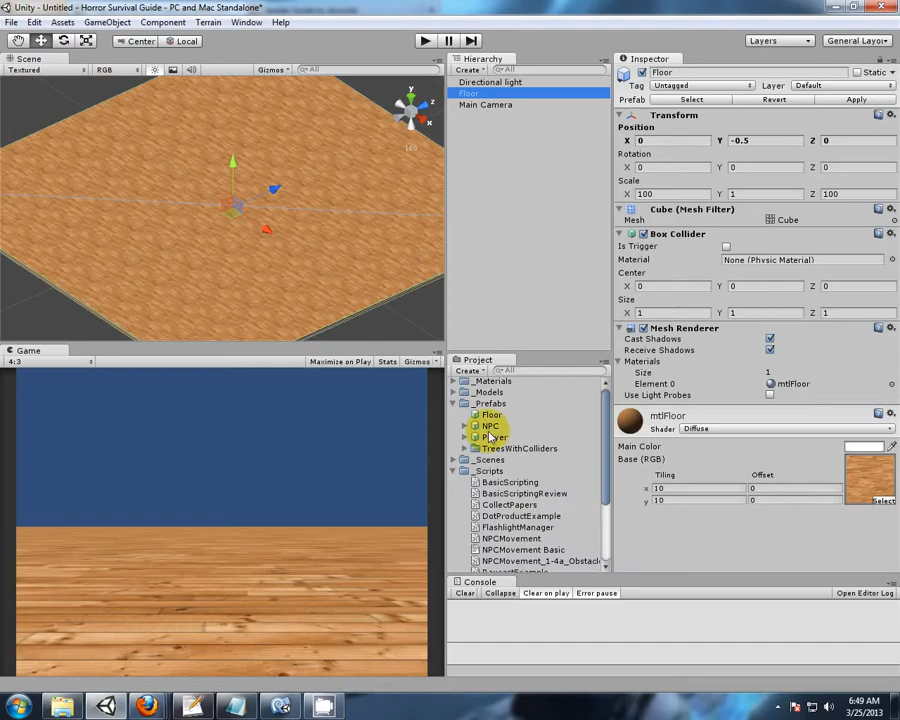 Unity - Untitled - Horror Survival Guide - PC and Mac Standalone*
File Edit Assets GameObject Component Terrain Window Help
Center Local Layers General Layou
Scene
Textured RGB Gizmos All
y
z
x
Iso
Game
4:3 Maximize on Play Stats Gizmos
Hierarchy
Create All
Directional light
Floor
Main Camera
Project
Create All
_Materials
_Models
_Prefabs
Floor
NPC
Player
TreesWithColliders
_Scenes
_Scripts
BasicScripting
BasicScriptingReview
CollectPapers
DotProductExample
FlashlightManager
NPCMovement
NPCMovement Basic
NPCMovement_1-4a_Obstacl
RaycastExample
Console
Clear Collapse Clear on play Error pause Open Editor Log
Inspector
Floor Static
Tag Untagged Layer Default
Prefab Select Revert Apply
Transform
Position
X 0 Y -0.5 Z 0
Rotation
X 0 Y 0 Z 0
Scale
X 100 Y 1 Z 100
Cube (Mesh Filter)
Mesh Cube
Box Collider
Is Trigger
Material None (Physic Material)
Center
X 0 Y 0 Z 0
Size
X 1 Y 1 Z 1
Mesh Renderer
Cast Shadows
Receive Shadows
Materials
Size 1
Element 0 mtlFloor
Use Light Probes
mtlFloor
Shader Diffuse
Main Color
Base (RGB)
Tiling Offset
x 10 0
y 10 0
Select
6:49 AM
3/25/2013